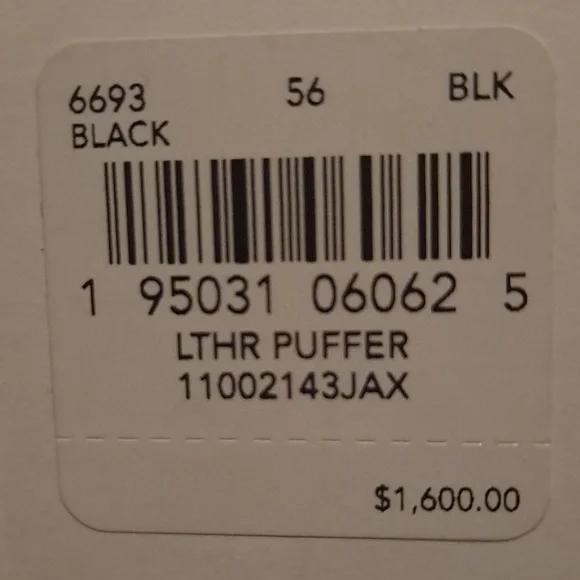 6693 56 BLK
BLACK
1 95031 06062 5
LTHR PUFFER
11002143JAX
$1,600.00